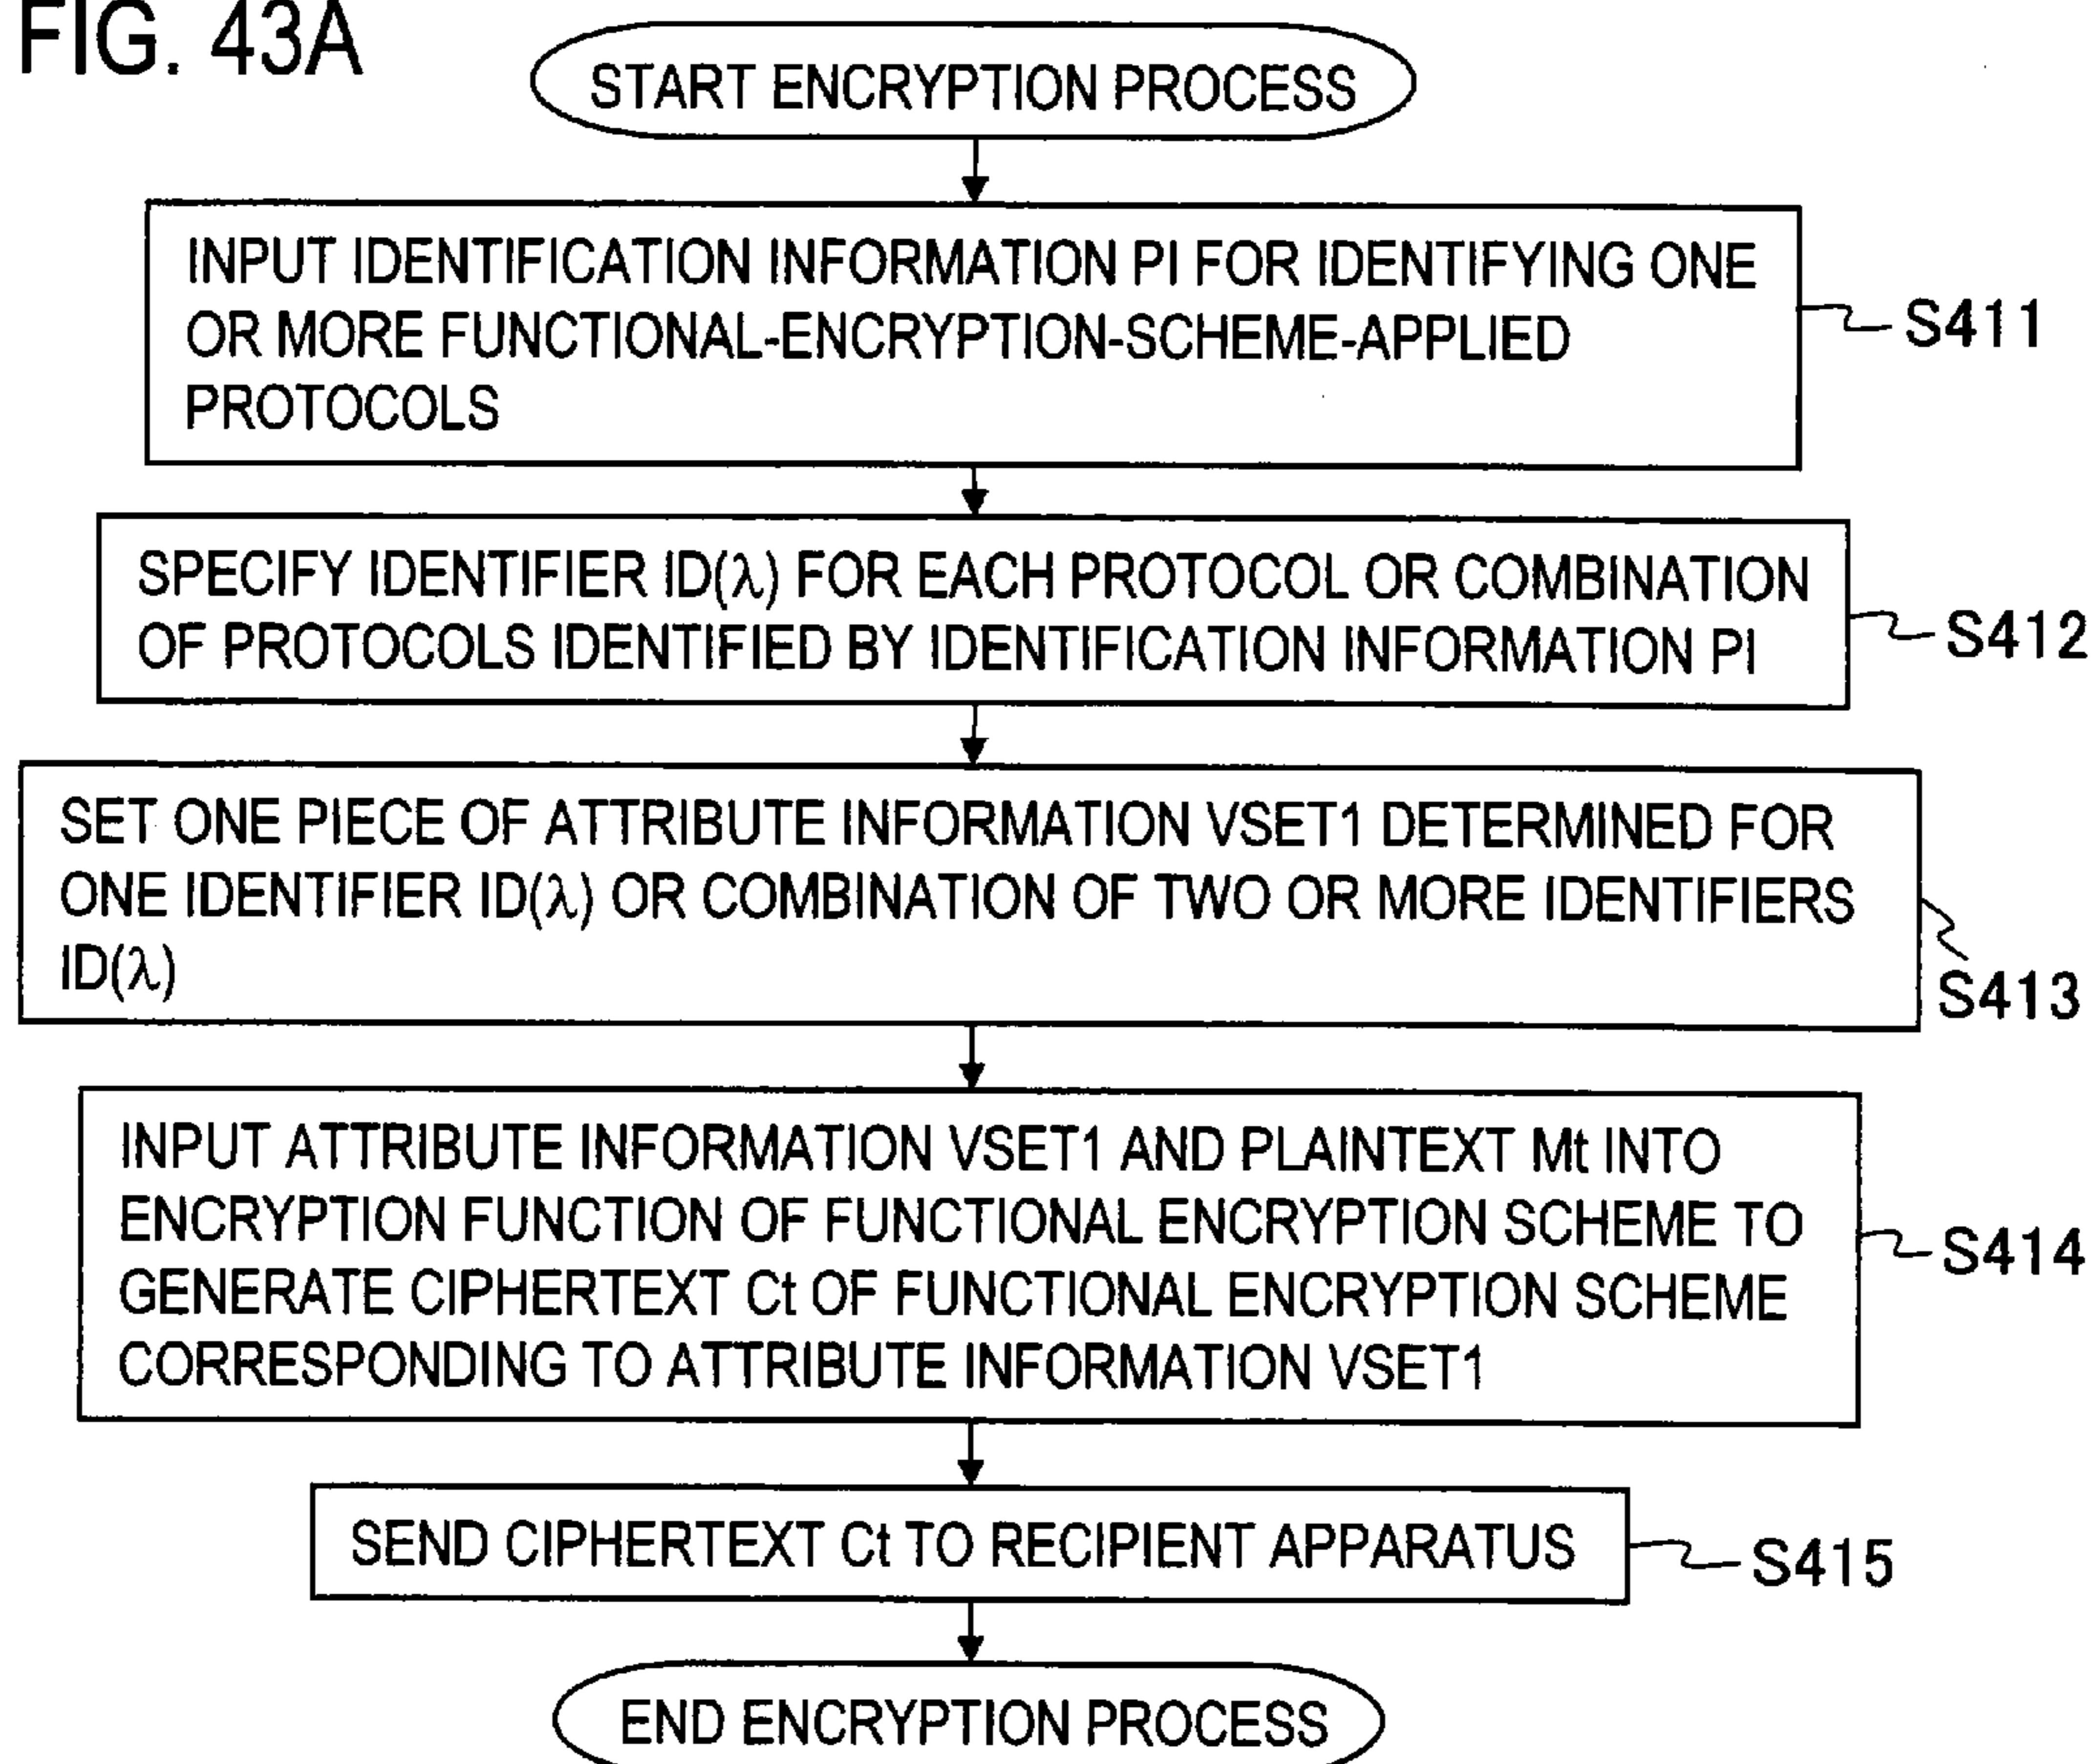 FIG. 43A
START ENCRYPTION PROCESS
INPUT IDENTIFICATION INFORMATION PI FOR IDENTIFYING ONE
OR MORE FUNCTIONAL-ENCRYPTION-SCHEME-APPLIED
PROTOCOLS
S411
SPECIFY IDENTIFIER ID(λ) FOR EACH PROTOCOL OR COMBINATION
OF PROTOCOLS IDENTIFIED BY IDENTIFICATION INFORMATION PI
S412
SET ONE PIECE OF ATTRIBUTE INFORMATION VSET1 DETERMINED FOR
ONE IDENTIFIER ID(λ) OR COMBINATION OF TWO OR MORE IDENTIFIERS
ID(λ)
S413
INPUT ATTRIBUTE INFORMATION VSET1 AND PLAINTEXT Mt INTO
ENCRYPTION FUNCTION OF FUNCTIONAL ENCRYPTION SCHEME TO
GENERATE CIPHERTEXT Ct OF FUNCTIONAL ENCRYPTION SCHEME
CORRESPONDING TO ATTRIBUTE INFORMATION VSET1
S414
SEND CIPHERTEXT Ct TO RECIPIENT APPARATUS
S415
END ENCRYPTION PROCESS